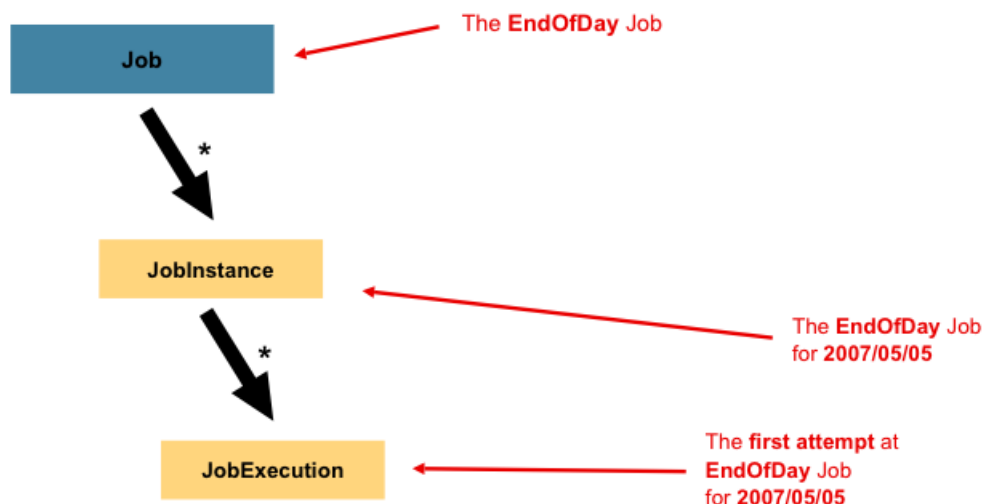 The EndOfDay Job
Job
*
JobInstance
*
The EndOfDay Job
for 2007/05/05
JobExecution
The first attempt at
EndOfDay Job
for 2007/05/05